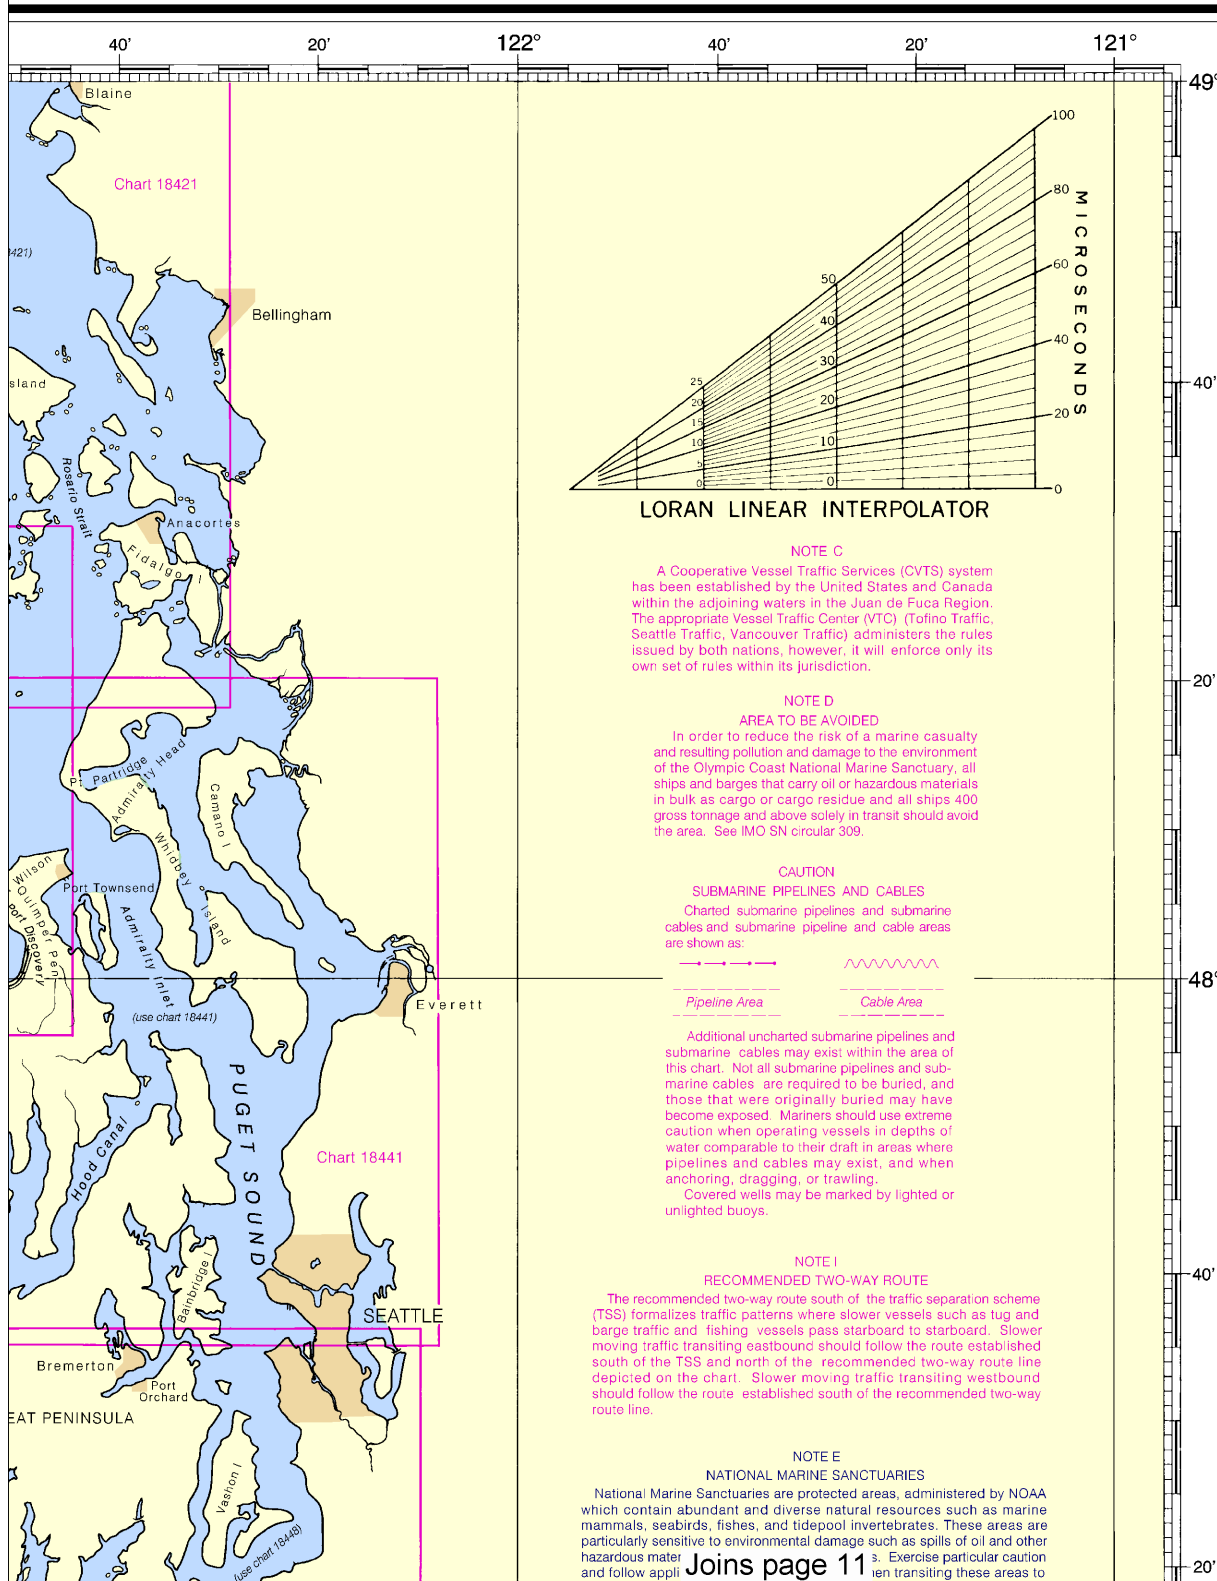 40' 20' 122° 40' 20' 121°
49°
Blaine
Chart 18421
421)
Bellingham
sland
Rosario Strait
Anacortes
Fidalgo I
100
80
60
40
20
0
MICROSECONDS
50
40
30
20
10
0
25
20
15
10
5
0
LORAN LINEAR INTERPOLATOR
40'
NOTE C
A Cooperative Vessel Traffic Services (CVTS) system
has been established by the United States and Canada
within the adjoining waters in the Juan de Fuca Region.
The appropriate Vessel Traffic Center (VTC) (Tofino Traffic,
Seattle Traffic, Vancouver Traffic) administers the rules
issued by both nations, however, it will enforce only its
own set of rules within its jurisdiction.
20'
NOTE D
AREA TO BE AVOIDED
In order to reduce the risk of a marine casualty
and resulting pollution and damage to the environment
of the Olympic Coast National Marine Sanctuary, all
ships and barges that carry oil or hazardous materials
in bulk as cargo or cargo residue and all ships 400
gross tonnage and above solely in transit should avoid
the area. See IMO SN circular 309.
Pt Partridge
Admiralty Head
Camano I
Whidbey
Island
Wilson
Port Townsend
Quimper Pen
Port Discovery
Admiralty Inlet
(use chart 18441)
Everett
CAUTION
SUBMARINE PIPELINES AND CABLES
Charted submarine pipelines and submarine
cables and submarine pipeline and cable areas
are shown as:
Pipeline Area Cable Area
48°
Additional uncharted submarine pipelines and
submarine cables may exist within the area of
this chart. Not all submarine pipelines and sub-
marine cables are required to be buried, and
those that were originally buried may have
become exposed. Mariners should use extreme
caution when operating vessels in depths of
water comparable to their draft in areas where
pipelines and cables may exist, and when
anchoring, dragging, or trawling.
Covered wells may be marked by lighted or
unlighted buoys.
PUGET SOUND
Hood Canal
Chart 18441
Bainbridge I
SEATTLE
Bremerton
Port
Orchard
EAT PENINSULA
Vashon I
(use chart 18448)
40'
NOTE I
RECOMMENDED TWO-WAY ROUTE
The recommended two-way route south of the traffic separation scheme
(TSS) formalizes traffic patterns where slower vessels such as tug and
barge traffic and fishing vessels pass starboard to starboard. Slower
moving traffic transiting eastbound should follow the route established
south of the TSS and north of the recommended two-way route line
depicted on the chart. Slower moving traffic transiting westbound
should follow the route established south of the recommended two-way
route line.
NOTE E
NATIONAL MARINE SANCTUARIES
National Marine Sanctuaries are protected areas, administered by NOAA
which contain abundant and diverse natural resources such as marine
mammals, seabirds, fishes, and tidepool invertebrates. These areas are
particularly sensitive to environmental damage such as spills of oil and other
hazardous mater s. Exercise particular caution
and follow appli en transiting these areas to
Joins page 11
20'